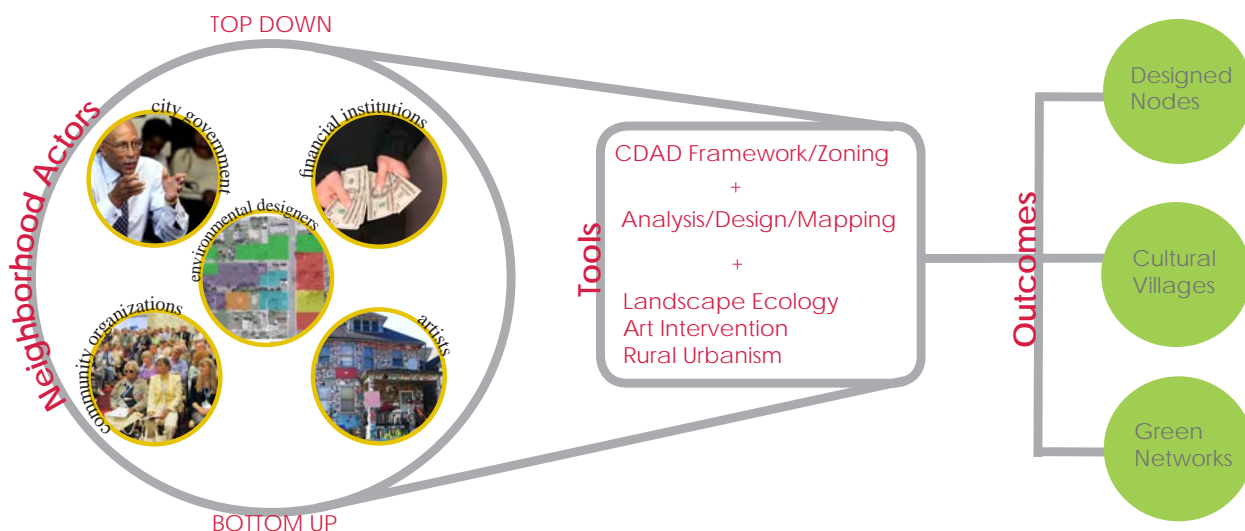 TOP DOWN
Neighborhood Actors
city government
financial institutions
environmental designers
community organizations
artists
BOTTOM UP
Tools
CDAD Framework/Zoning
+
Analysis/Design/Mapping
+
Landscape Ecology
Art Intervention
Rural Urbanism
Outcomes
Designed
Nodes
Cultural
Villages
Green
Networks